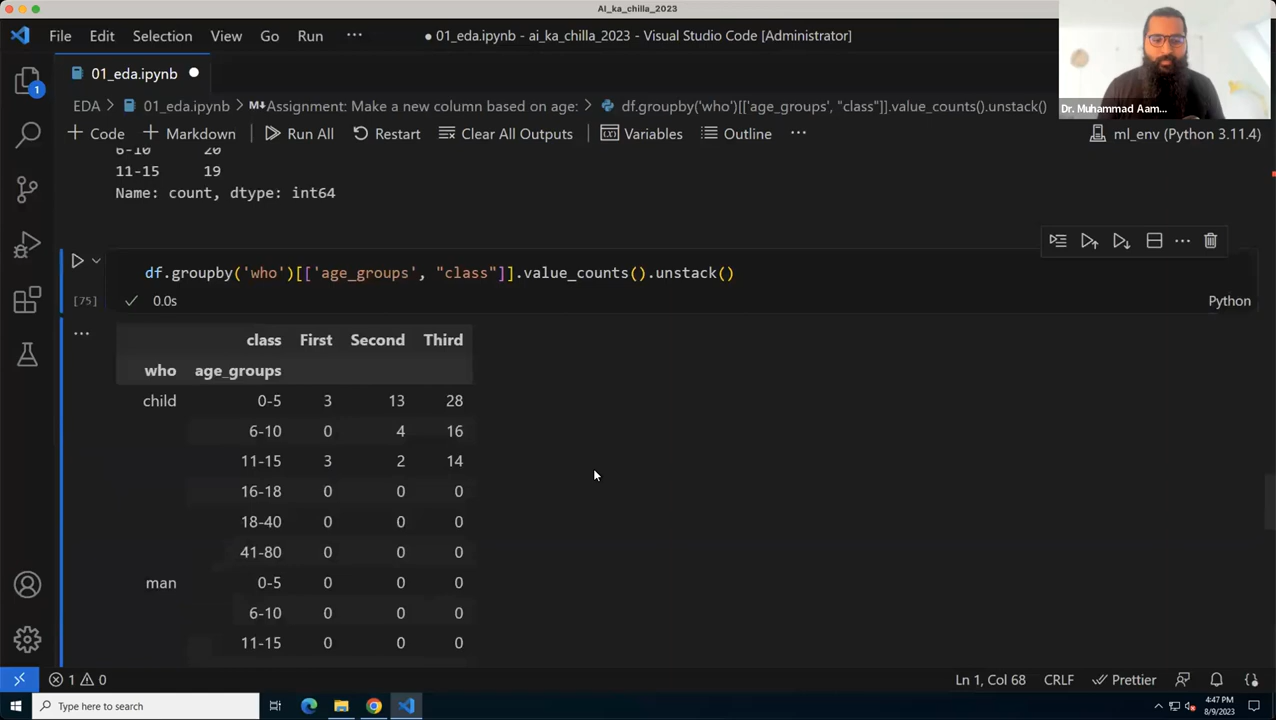 AI_ka_chilla_2023
File Edit Selection View Go Run ···
● 01_eda.ipynb - ai_ka_chilla_2023 - Visual Studio Code [Administrator]
01_eda.ipynb
1
EDA > 01_eda.ipynb > Assignment: Make a new column based on age: > df.groupby('who')[['age_groups', "class"]].value_counts().unstack()
Dr. Muhammad Aam...
+ Code + Markdown Run All Restart Clear All Outputs Variables Outline ···
ml_env (Python 3.11.4)
6-10 20
11-15 19
Name: count, dtype: int64
df.groupby('who')[['age_groups', "class"]].value_counts().unstack()
[75]
0.0s
Python
class First Second Third
who age_groups
child 0-5 3 13 28
6-10 0 4 16
11-15 3 2 14
16-18 0 0 0
18-40 0 0 0
41-80 0 0 0
man 0-5 0 0 0
6-10 0 0 0
11-15 0 0 0
1 0
Ln 1, Col 68 CRLF Prettier
Type here to search
4:47 PM
8/9/2023